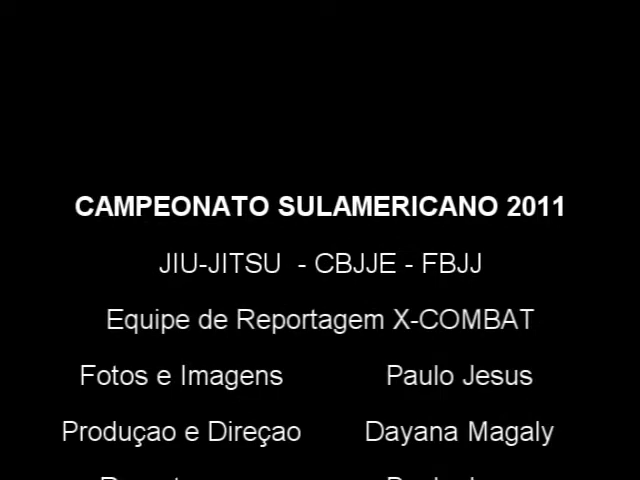 CAMPEONATO SULAMERICANO 2011
JIU-JITSU - CBJJE - FBJJ
Equipe de Reportagem X-COMBAT
Fotos e Imagens Paulo Jesus
Produçao e Direçao Dayana Magaly